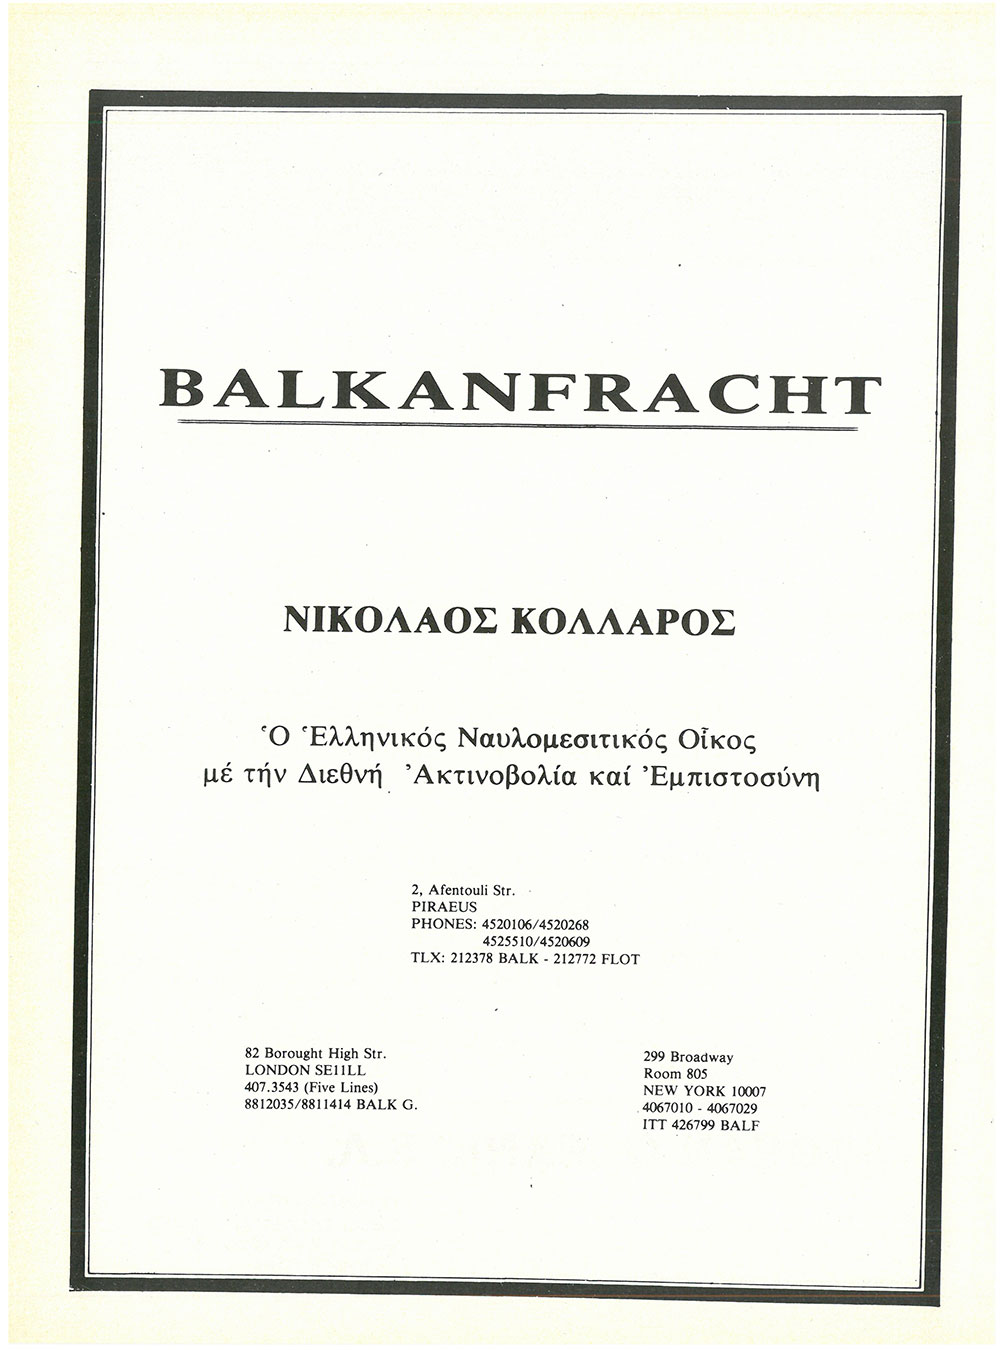 BALKANFRACHT
ΝΙΚΟΛΑΟΣ ΚΟΛΛΑΡΟΣ
Ὁ Ἑλληνικός Ναυλομεσιτικός Οἶκος
μέ τήν Διεθνή Ἀκτινοβολία καί Ἐμπιστοσύνη
2, Afentouli Str.
PIRAEUS
PHONES: 4520106/4520268
4525510/4520609
TLX: 212378 BALK - 212772 FLOT
82 Borought High Str.
LONDON SE11LL
407.3543 (Five Lines)
8812035/8811414 BALK G.
299 Broadway
Room 805
NEW YORK 10007
4067010 - 4067029
ITT 426799 BALF